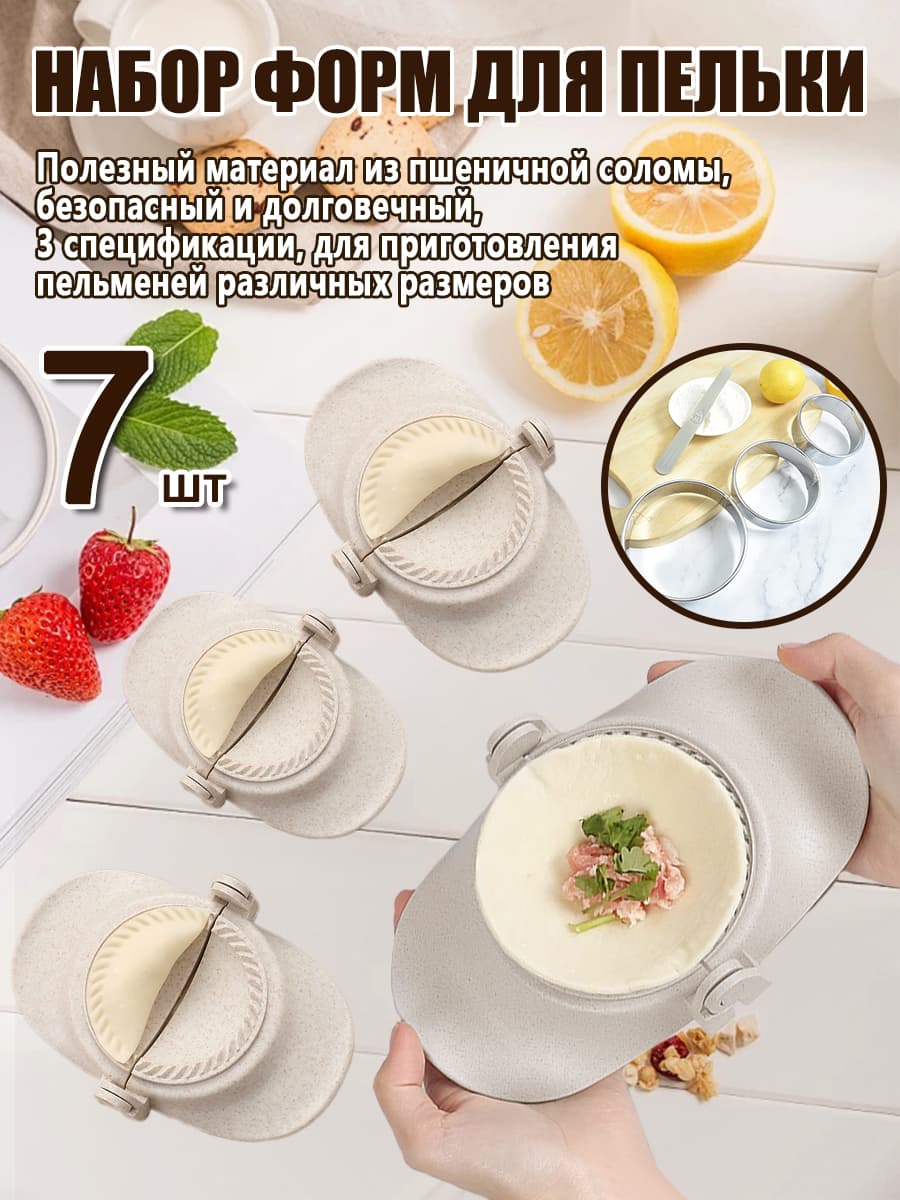 НАБОР ФОРМ ДЛЯ ПЕЛЬКИ
Полезный материал из пшеничной соломы,
безопасный и долговечный,
3 спецификации, для приготовления
пельменей различных размеров
7 шт